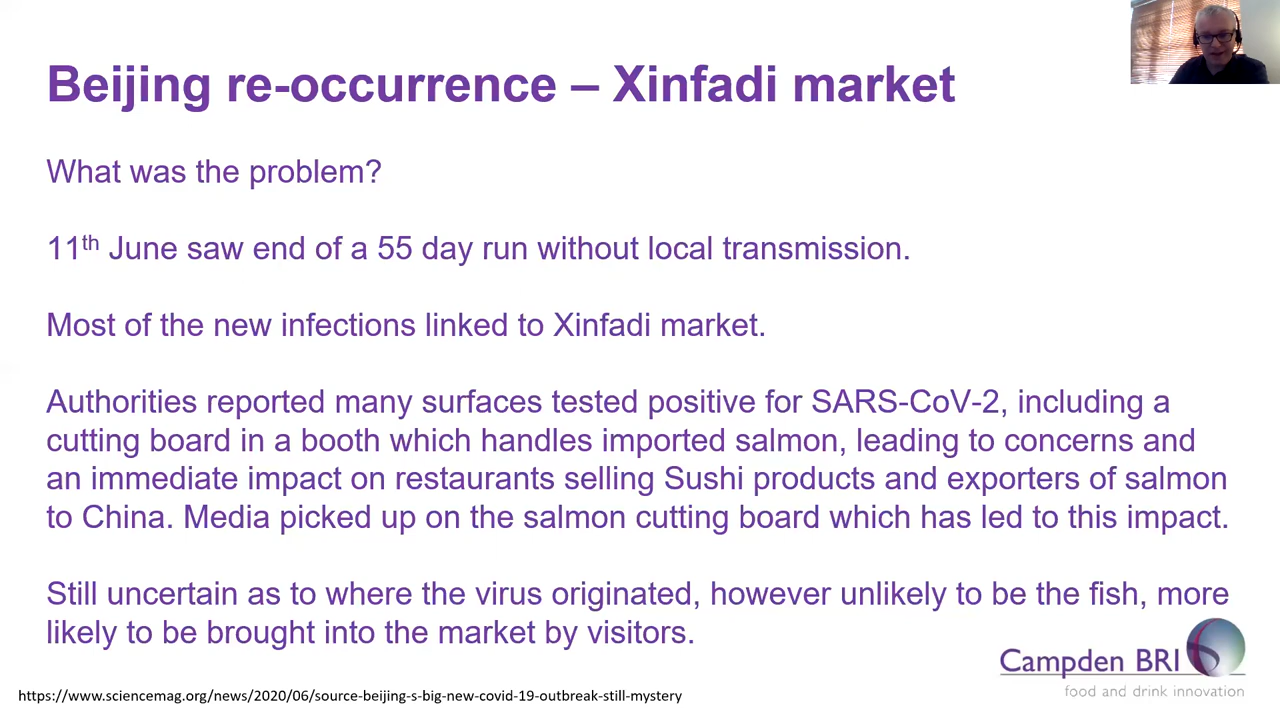 Beijing re-occurrence – Xinfadi market
What was the problem?
11th June saw end of a 55 day run without local transmission.
Most of the new infections linked to Xinfadi market.
Authorities reported many surfaces tested positive for SARS-CoV-2, including a
cutting board in a booth which handles imported salmon, leading to concerns and
an immediate impact on restaurants selling Sushi products and exporters of salmon
to China. Media picked up on the salmon cutting board which has led to this impact.
Still uncertain as to where the virus originated, however unlikely to be the fish, more
likely to be brought into the market by visitors.
Campden BRI
food and drink innovation
https://www.sciencemag.org/news/2020/06/source-beijing-s-big-new-covid-19-outbreak-still-mystery